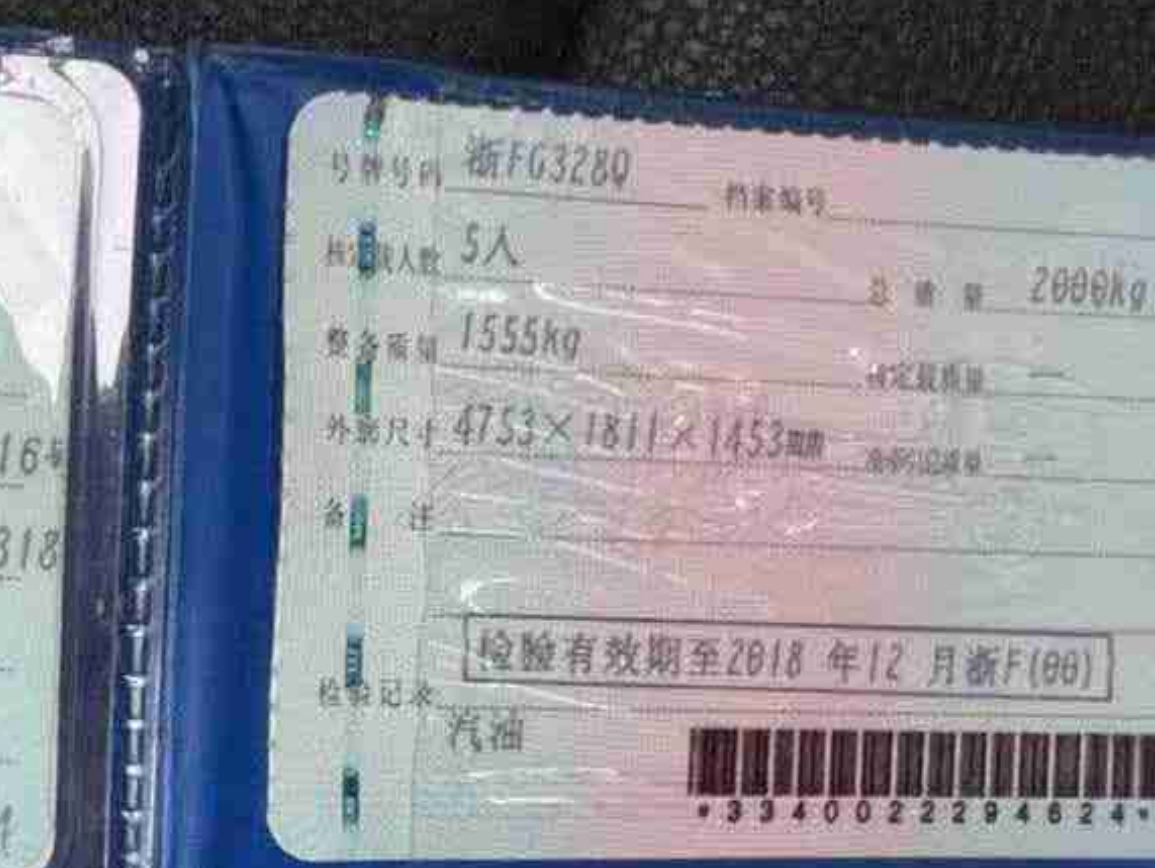 号牌号码 浙FG328Q 档案编号
核定载人数 5人 总质量 2000kg
整备质量 1555kg 核定载质量 —
外廓尺寸 4753×1811×1453mm 准牵引总质量 —
备注
检验有效期至2018年12月浙F(00)
检验记录
汽油
*3340022294624*
16
318